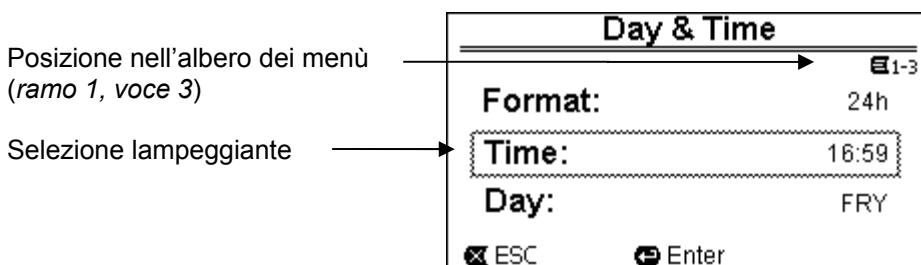 Day & Time
Posizione nell’albero dei menù
(ramo 1, voce 3)
1-3
Format: 24h
Selezione lampeggiante
Time: 16:59
Day: FRY
ESC Enter